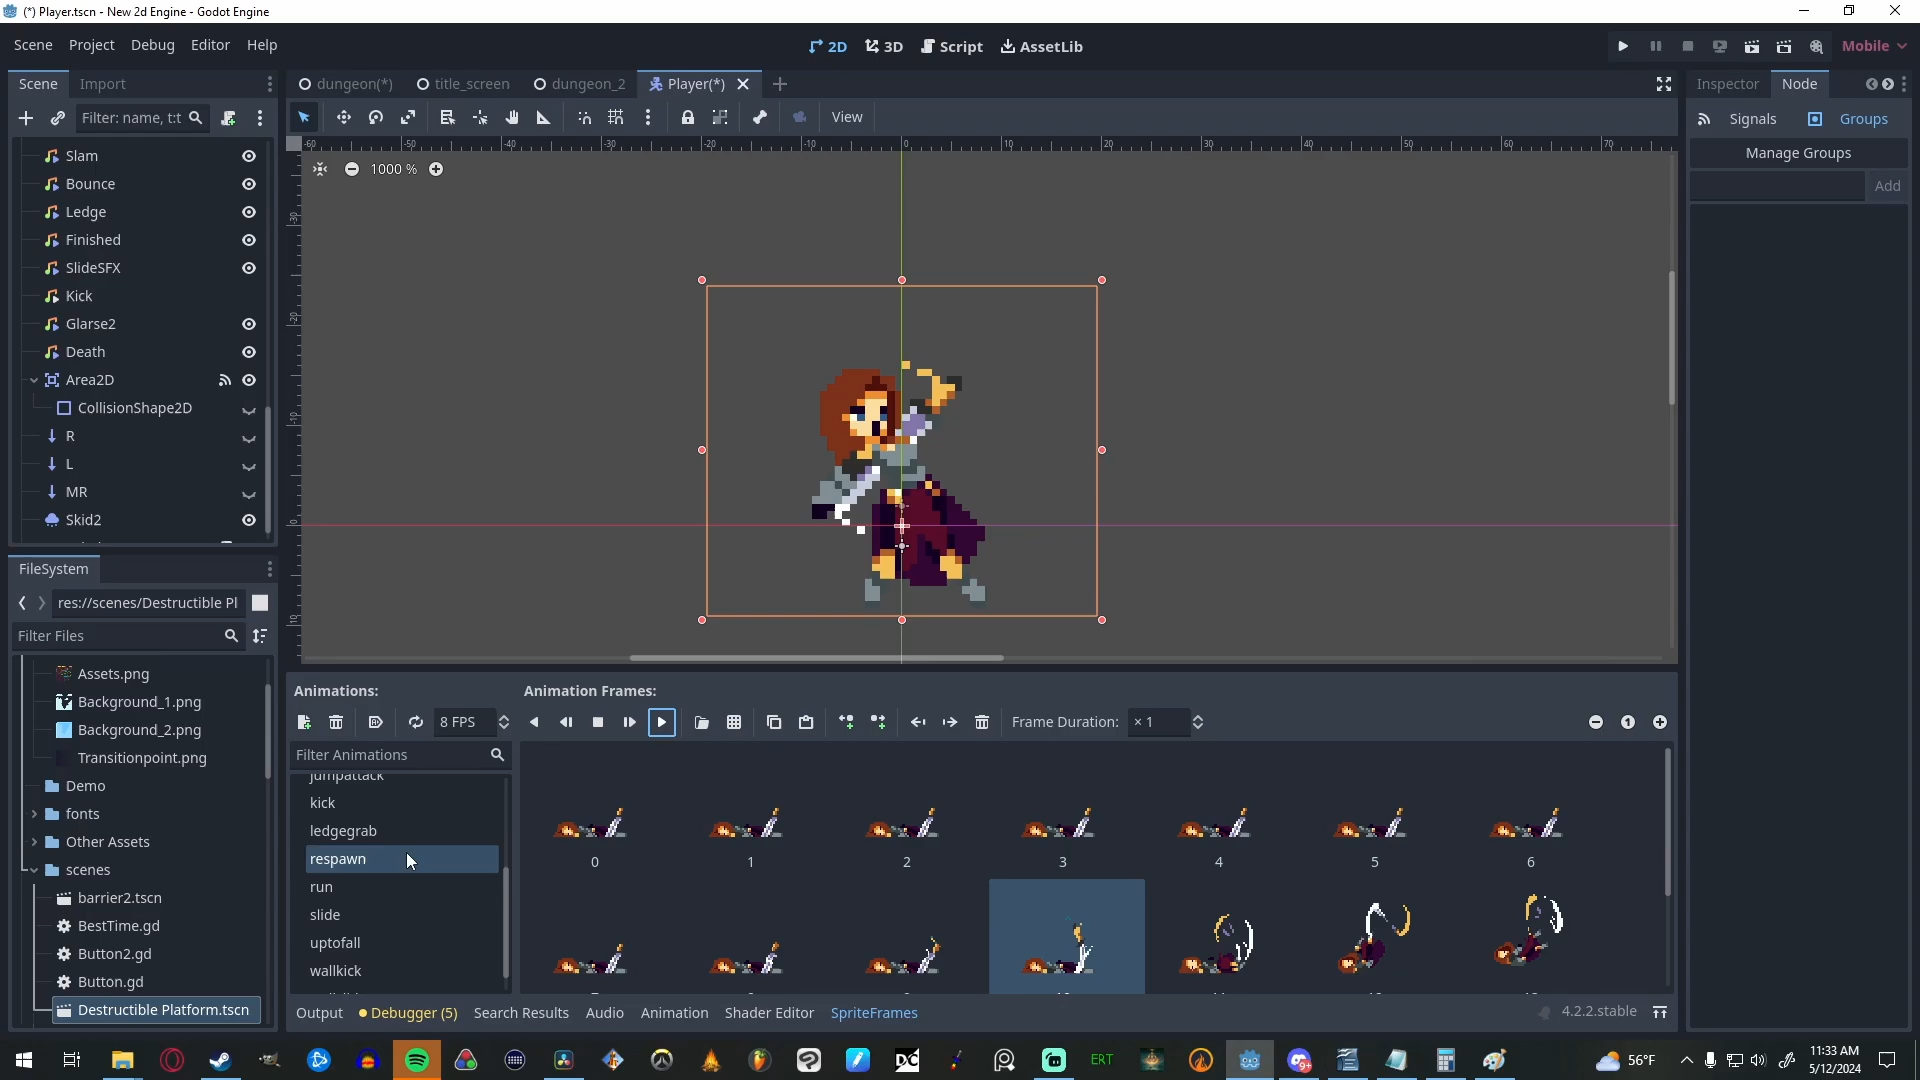 (*) Player.tscn - New 2d Engine - Godot Engine
Scene Project Debug Editor Help
2D 3D Script AssetLib
Mobile
Scene Import
dungeon(*) title_screen dungeon_2 Player(*)
Inspector Node
Filter: name, t:t
View
Signals Groups
Manage Groups
Add
1000 %
Slam
Bounce
Ledge
Finished
SlideSFX
Kick
Glarse2
Death
Area2D
CollisionShape2D
R
L
MR
Skid2
FileSystem
res://scenes/Destructible Pl
Filter Files
Assets.png
Background_1.png
Background_2.png
Transitionpoint.png
Demo
fonts
Other Assets
scenes
barrier2.tscn
BestTime.gd
Button2.gd
Button.gd
Destructible Platform.tscn
Animations: Animation Frames:
8 FPS
Frame Duration: × 1
Filter Animations
jumpattack
kick
ledgegrab
respawn
run
slide
uptofall
wallkick
0 1 2 3 4 5 6
Output Debugger (5) Search Results Audio Animation Shader Editor SpriteFrames
4.2.2.stable
DC ERT
56°F
11:33 AM
5/12/2024